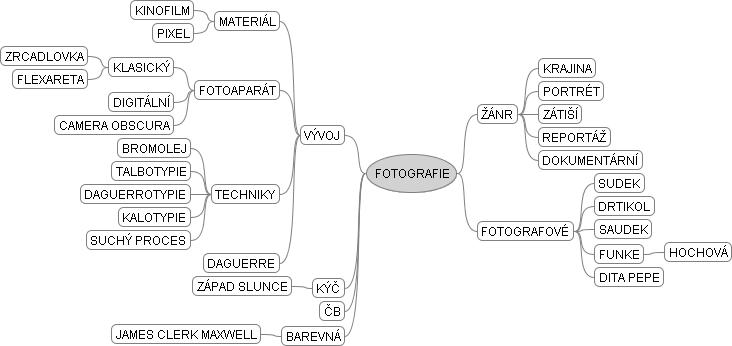 KINOFILM
PIXEL
MATERIÁL
ZRCADLOVKA
FLEXARETA
KLASICKÝ
DIGITÁLNÍ
CAMERA OBSCURA
FOTOAPARÁT
BROMOLEJ
TALBOTYPIE
DAGUERROTYPIE
KALOTYPIE
SUCHÝ PROCES
TECHNIKY
DAGUERRE
VÝVOJ
ZÁPAD SLUNCE
KÝČ
ČB
JAMES CLERK MAXWELL
BAREVNÁ
FOTOGRAFIE
ŽÁNR
KRAJINA
PORTRÉT
ZÁTIŠÍ
REPORTÁŽ
DOKUMENTÁRNÍ
FOTOGRAFOVÉ
SUDEK
DRTIKOL
SAUDEK
FUNKE
HOCHOVÁ
DITA PEPE